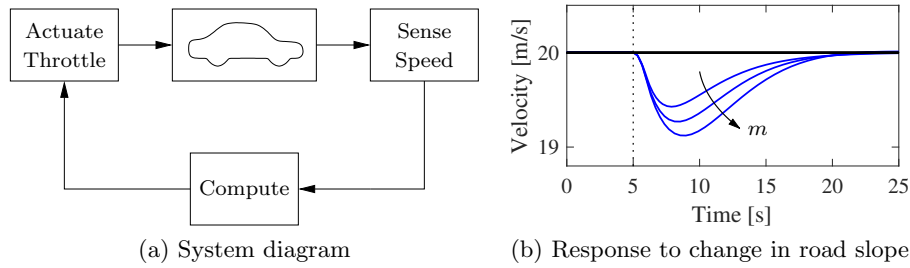 Actuate
Throttle
Sense
Speed
Compute
(a) System diagram
Velocity [m/s]
20
19
m
0 5 10 15 20 25
Time [s]
(b) Response to change in road slope